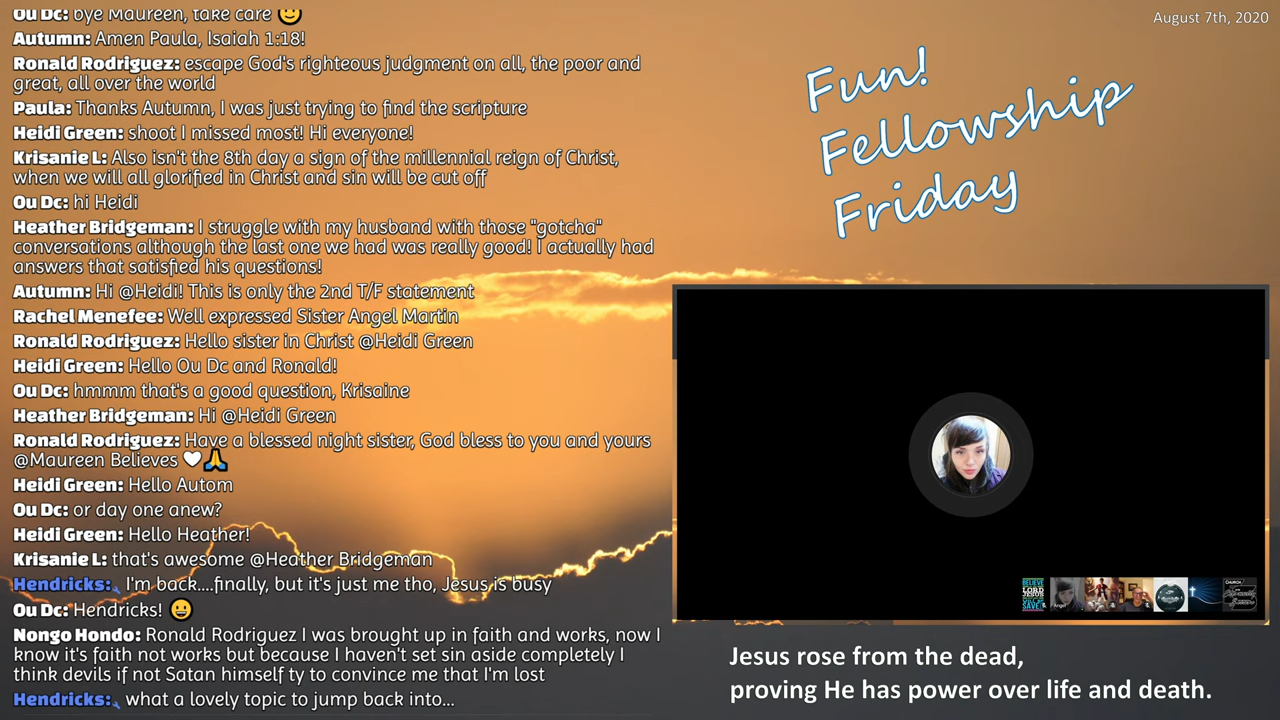 Ou Dc: bye Maureen, take care 🙂
Autumn: Amen Paula, Isaiah 1:18!
Ronald Rodriguez: escape God's righteous judgment on all, the poor and
great, all over the world
Paula: Thanks Autumn, I was just trying to find the scripture
Heidi Green: shoot I missed most! Hi everyone!
Krisanie L: Also isn't the 8th day a sign of the millennial reign of Christ,
when we will all glorified in Christ and sin will be cut off
Ou Dc: hi Heidi
Heather Bridgeman: I struggle with my husband with those "gotcha"
conversations although the last one we had was really good! I actually had
answers that satisfied his questions!
Autumn: Hi @Heidi! This is only the 2nd T/F statement
Rachel Menefee: Well expressed Sister Angel Martin
Ronald Rodriguez: Hello sister in Christ @Heidi Green
Heidi Green: Hello Ou Dc and Ronald!
Ou Dc: hmmm that's a good question, Krisaine
Heather Bridgeman: Hi @Heidi Green
Ronald Rodriguez: Have a blessed night sister, God bless to you and yours
@Maureen Believes 🤍🙏
Heidi Green: Hello Autom
Ou Dc: or day one anew?
Heidi Green: Hello Heather!
Krisanie L: that's awesome @Heather Bridgeman
Hendricks: I'm back....finally, but it's just me tho, Jesus is busy
Ou Dc: Hendricks! 😀
Nongo Hondo: Ronald Rodriguez I was brought up in faith and works, now I
know it's faith not works but because I haven't set sin aside completely I
think devils if not Satan himself ty to convince me that I'm lost
Hendricks: what a lovely topic to jump back into...
August 7th, 2020
Fun!
Fellowship
Friday
BELIEVE
LORD
JESUS
SAVE
Angel
CHURCH
Jesus rose from the dead,
proving He has power over life and death.